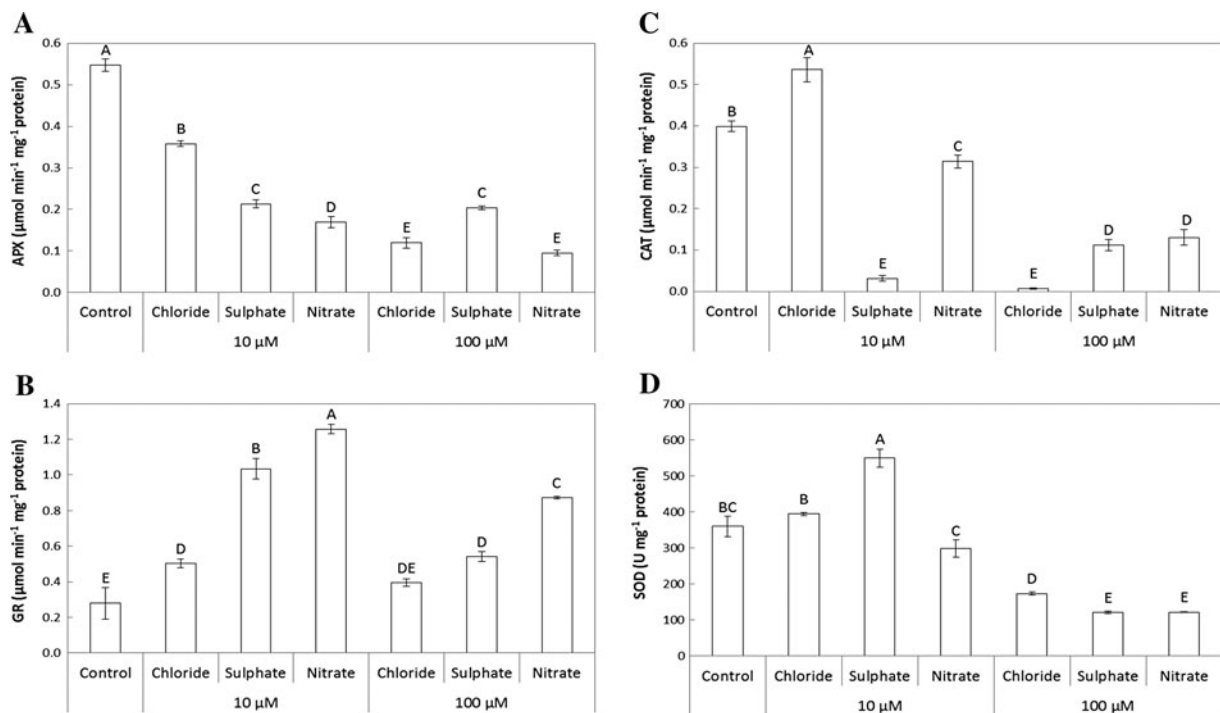 A
APX (µmol min⁻¹ mg⁻¹ protein)
0.6
0.5
0.4
0.3
0.2
0.1
0.0
A
B
C
D
E
C
E
Control Chloride Sulphate Nitrate Chloride Sulphate Nitrate
10 µM 100 µM
C
CAT (µmol min⁻¹ mg⁻¹ protein)
0.6
0.5
0.4
0.3
0.2
0.1
0.0
B
A
E
C
E
D
D
Control Chloride Sulphate Nitrate Chloride Sulphate Nitrate
10 µM 100 µM
B
GR (µmol min⁻¹ mg⁻¹ protein)
1.4
1.2
1.0
0.8
0.6
0.4
0.2
0.0
E
D
B
A
DE
D
C
Control Chloride Sulphate Nitrate Chloride Sulphate Nitrate
10 µM 100 µM
D
SOD (U mg⁻¹ protein)
700
600
500
400
300
200
100
0
BC
B
A
C
D
E
E
Control Chloride Sulphate Nitrate Chloride Sulphate Nitrate
10 µM 100 µM